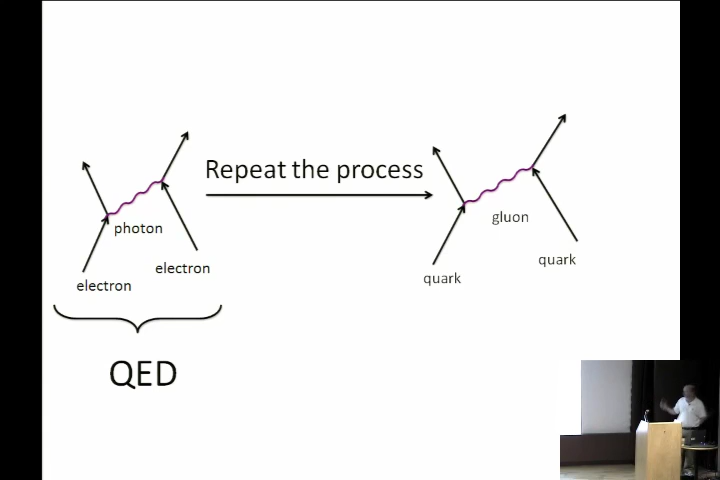 Repeat the process
photon
electron
electron
QED
gluon
quark
quark